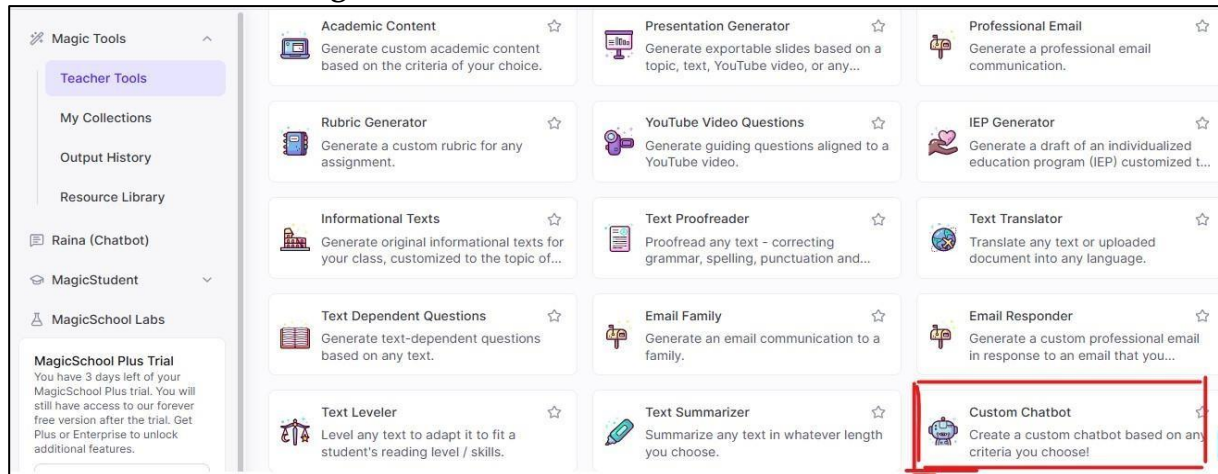 Magic Tools
Teacher Tools
My Collections
Output History
Resource Library
Raina (Chatbot)
MagicStudent
MagicSchool Labs
MagicSchool Plus Trial
You have 3 days left of your
MagicSchool Plus trial. You will
still have access to our forever
free version after the trial. Get
Plus or Enterprise to unlock
additional features.
Academic Content
Generate custom academic content
based on the criteria of your choice.
Presentation Generator
Generate exportable slides based on a
topic, text, YouTube video, or any...
Professional Email
Generate a professional email
communication.
Rubric Generator
Generate a custom rubric for any
assignment.
YouTube Video Questions
Generate guiding questions aligned to a
YouTube video.
IEP Generator
Generate a draft of an individualized
education program (IEP) customized t...
Informational Texts
Generate original informational texts for
your class, customized to the topic of...
Text Proofreader
Proofread any text - correcting
grammar, spelling, punctuation and...
Text Translator
Translate any text or uploaded
document into any language.
Text Dependent Questions
Generate text-dependent questions
based on any text.
Email Family
Generate an email communication to a
family.
Email Responder
Generate a custom professional email
in response to an email that you...
Text Leveler
Level any text to adapt it to fit a
student's reading level / skills.
Text Summarizer
Summarize any text in whatever length
you choose.
Custom Chatbot
Create a custom chatbot based on any
criteria you choose!